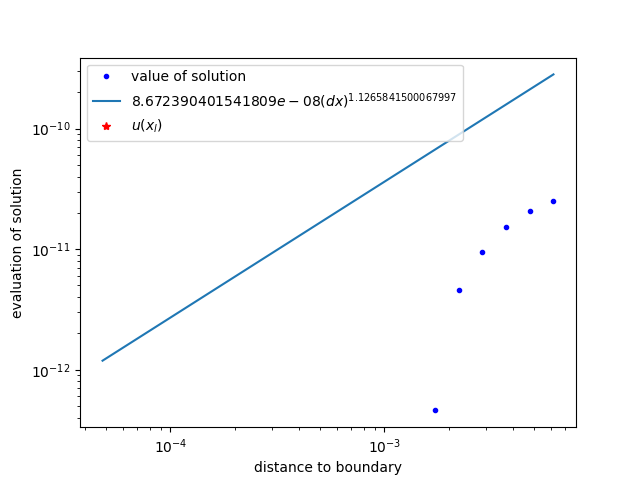 value of solution
8.672390401541809e − 08(dx)^1.1265841500067997
u(x_l)
10^−10
10^−11
10^−12
evaluation of solution
10^−4
10^−3
distance to boundary